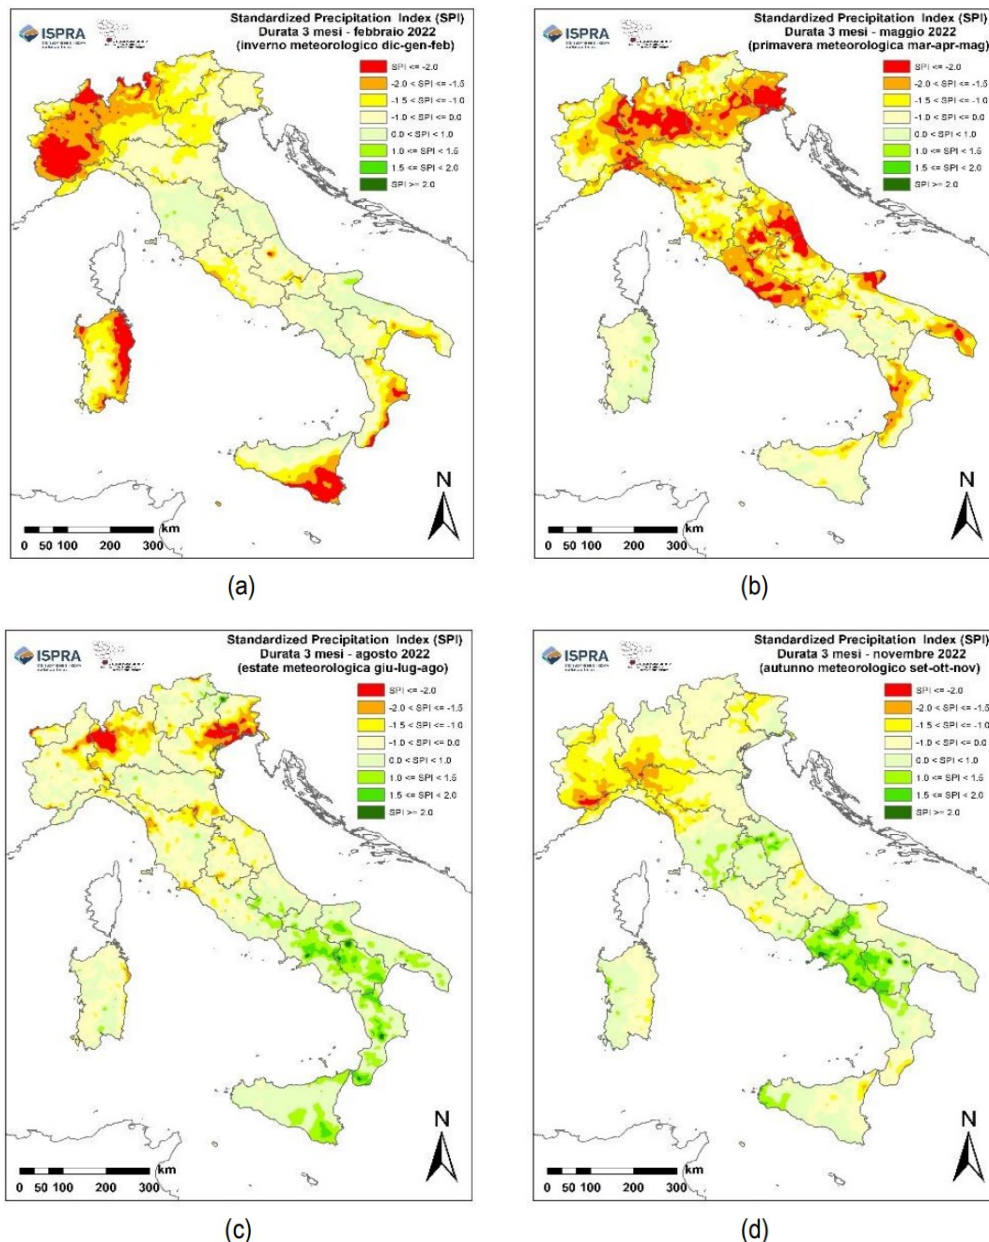 ISPRA
Standardized Precipitation Index (SPI)
Durata 3 mesi - febbraio 2022
(inverno meteorologico dic-gen-feb)
SPI <= -2.0
-2.0 < SPI <= -1.5
-1.5 < SPI <= -1.0
-1.0 < SPI <= 0.0
0.0 < SPI < 1.0
1.0 <= SPI < 1.5
1.5 <= SPI < 2.0
SPI >= 2.0
N
km
0 50 100 200 300
(a)
ISPRA
Standardized Precipitation Index (SPI)
Durata 3 mesi - maggio 2022
(primavera meteorologica mar-apr-mag)
SPI <= -2.0
-2.0 < SPI <= -1.5
-1.5 < SPI <= -1.0
-1.0 < SPI <= 0.0
0.0 < SPI < 1.0
1.0 <= SPI < 1.5
1.5 <= SPI < 2.0
SPI >= 2.0
N
km
0 50 100 200 300
(b)
ISPRA
Standardized Precipitation Index (SPI)
Durata 3 mesi - agosto 2022
(estate meteorologica giu-lug-ago)
SPI <= -2.0
-2.0 < SPI <= -1.5
-1.5 < SPI <= -1.0
-1.0 < SPI <= 0.0
0.0 < SPI < 1.0
1.0 <= SPI < 1.5
1.5 <= SPI < 2.0
SPI >= 2.0
N
km
0 50 100 200 300
(c)
ISPRA
Standardized Precipitation Index (SPI)
Durata 3 mesi - novembre 2022
(autunno meteorologico set-ott-nov)
SPI <= -2.0
-2.0 < SPI <= -1.5
-1.5 < SPI <= -1.0
-1.0 < SPI <= 0.0
0.0 < SPI < 1.0
1.0 <= SPI < 1.5
1.5 <= SPI < 2.0
SPI >= 2.0
N
km
0 50 100 200 300
(d)